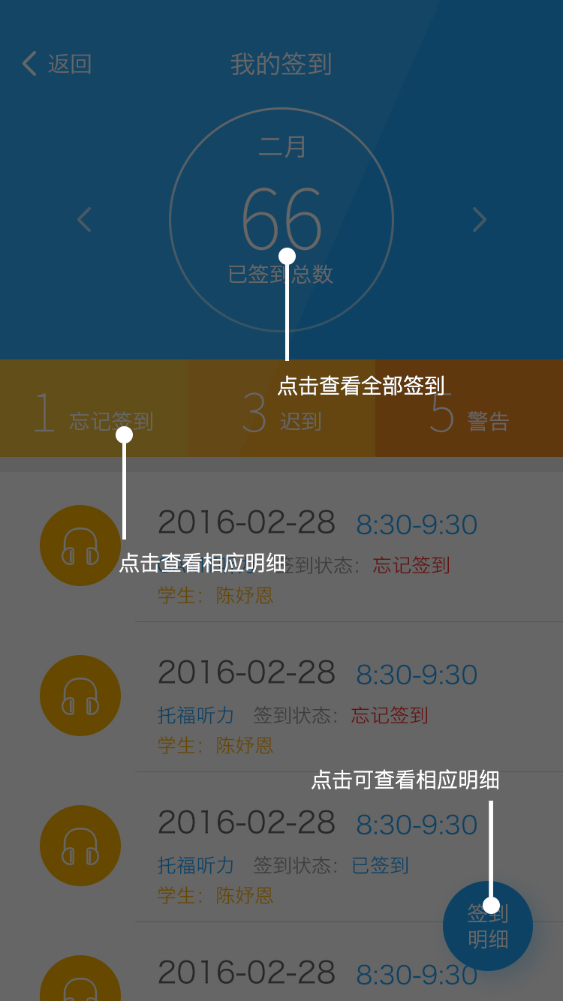 返回 我的签到
二月
66
已签到总数
点击查看全部签到
1 忘记签到 3 迟到 5 警告
2016-02-28 8:30-9:30
点击查看相应明细 签到状态：忘记签到
学生：陈妤恩
2016-02-28 8:30-9:30
托福听力 签到状态：忘记签到
学生：陈妤恩
点击可查看相应明细
2016-02-28 8:30-9:30
托福听力 签到状态：已签到
学生：陈妤恩
签到
明细
2016-02-28 8:30-9:30